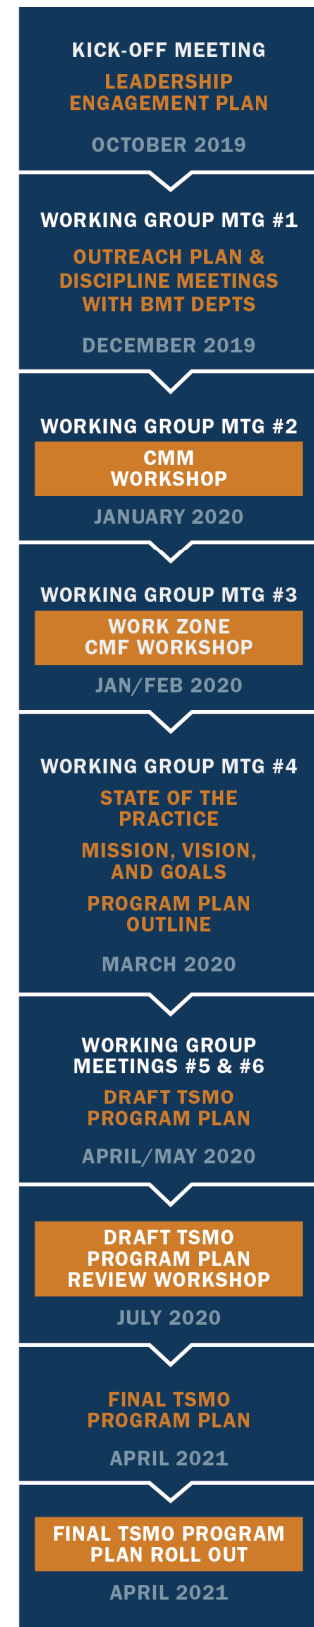 KICK-OFF MEETING
LEADERSHIP
ENGAGEMENT PLAN
OCTOBER 2019
WORKING GROUP MTG #1
OUTREACH PLAN &
DISCIPLINE MEETINGS
WITH BMT DEPTS
DECEMBER 2019
WORKING GROUP MTG #2
CMM
WORKSHOP
JANUARY 2020
WORKING GROUP MTG #3
WORK ZONE
CMF WORKSHOP
JAN/FEB 2020
WORKING GROUP MTG #4
STATE OF THE
PRACTICE
MISSION, VISION,
AND GOALS
PROGRAM PLAN
OUTLINE
MARCH 2020
WORKING GROUP
MEETINGS #5 & #6
DRAFT TSMO
PROGRAM PLAN
APRIL/MAY 2020
DRAFT TSMO
PROGRAM PLAN
REVIEW WORKSHOP
JULY 2020
FINAL TSMO
PROGRAM PLAN
APRIL 2021
FINAL TSMO PROGRAM
PLAN ROLL OUT
APRIL 2021